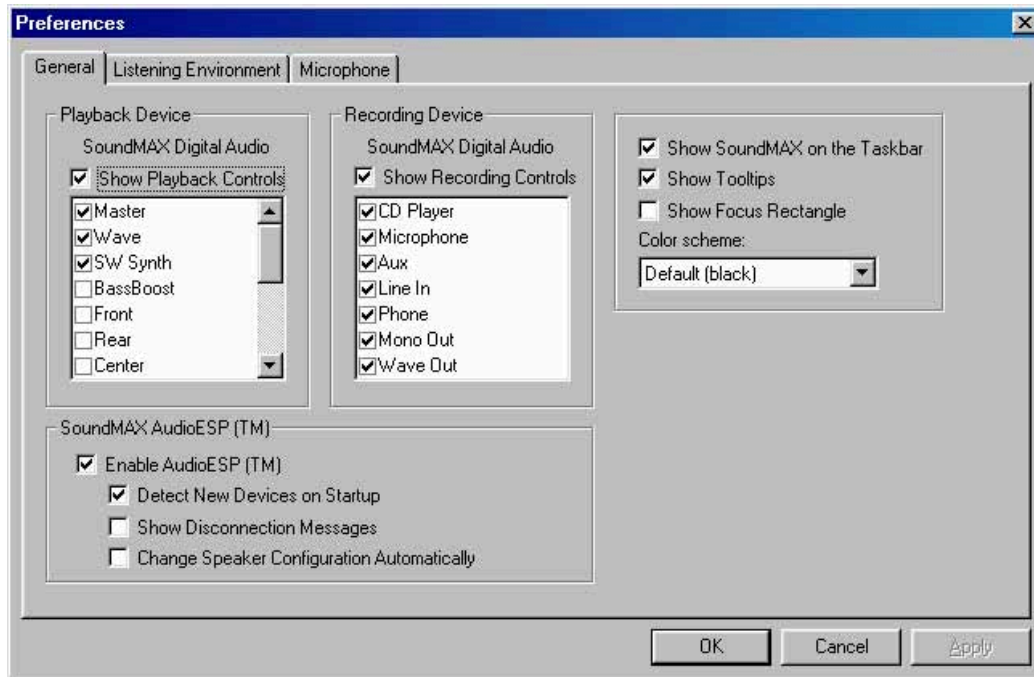 Preferences
General
Listening Environment
Microphone
Playback Device
SoundMAX Digital Audio
Show Playback Controls
Master
Wave
SW Synth
BassBoost
Front
Rear
Center
Recording Device
SoundMAX Digital Audio
Show Recording Controls
CD Player
Microphone
Aux
Line In
Phone
Mono Out
Wave Out
Show SoundMAX on the Taskbar
Show Tooltips
Show Focus Rectangle
Color scheme:
Default (black)
SoundMAX AudioESP (TM)
Enable AudioESP (TM)
Detect New Devices on Startup
Show Disconnection Messages
Change Speaker Configuration Automatically
OK
Cancel
Apply